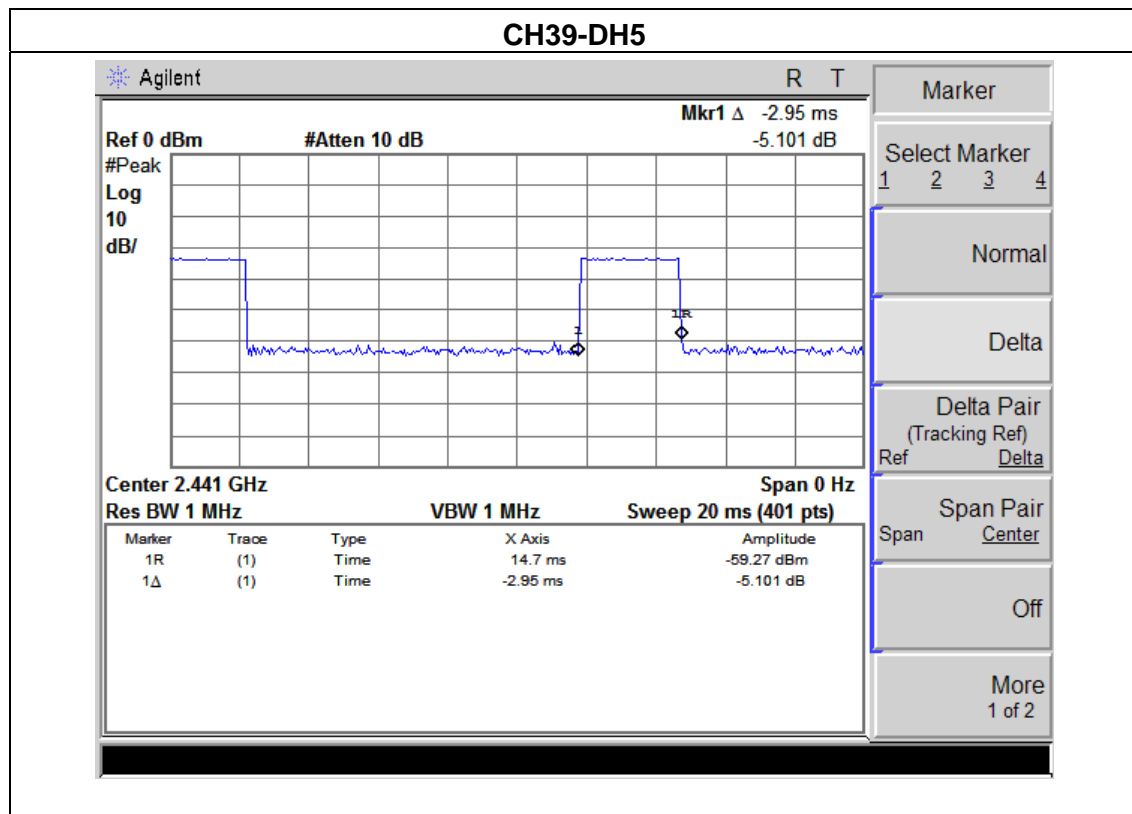 CH39-DH5
Agilent R T
Mkr1 Δ -2.95 ms
Ref 0 dBm #Atten 10 dB -5.101 dB
#Peak
Log
10
dB/
1
1R
Center 2.441 GHz Span 0 Hz
Res BW 1 MHz VBW 1 MHz Sweep 20 ms (401 pts)
Marker Trace Type X Axis Amplitude
1R (1) Time 14.7 ms -59.27 dBm
1Δ (1) Time -2.95 ms -5.101 dB
Marker
Select Marker
1 2 3 4
Normal
Delta
Delta Pair
(Tracking Ref)
Ref Delta
Span Pair
Span Center
Off
More
1 of 2